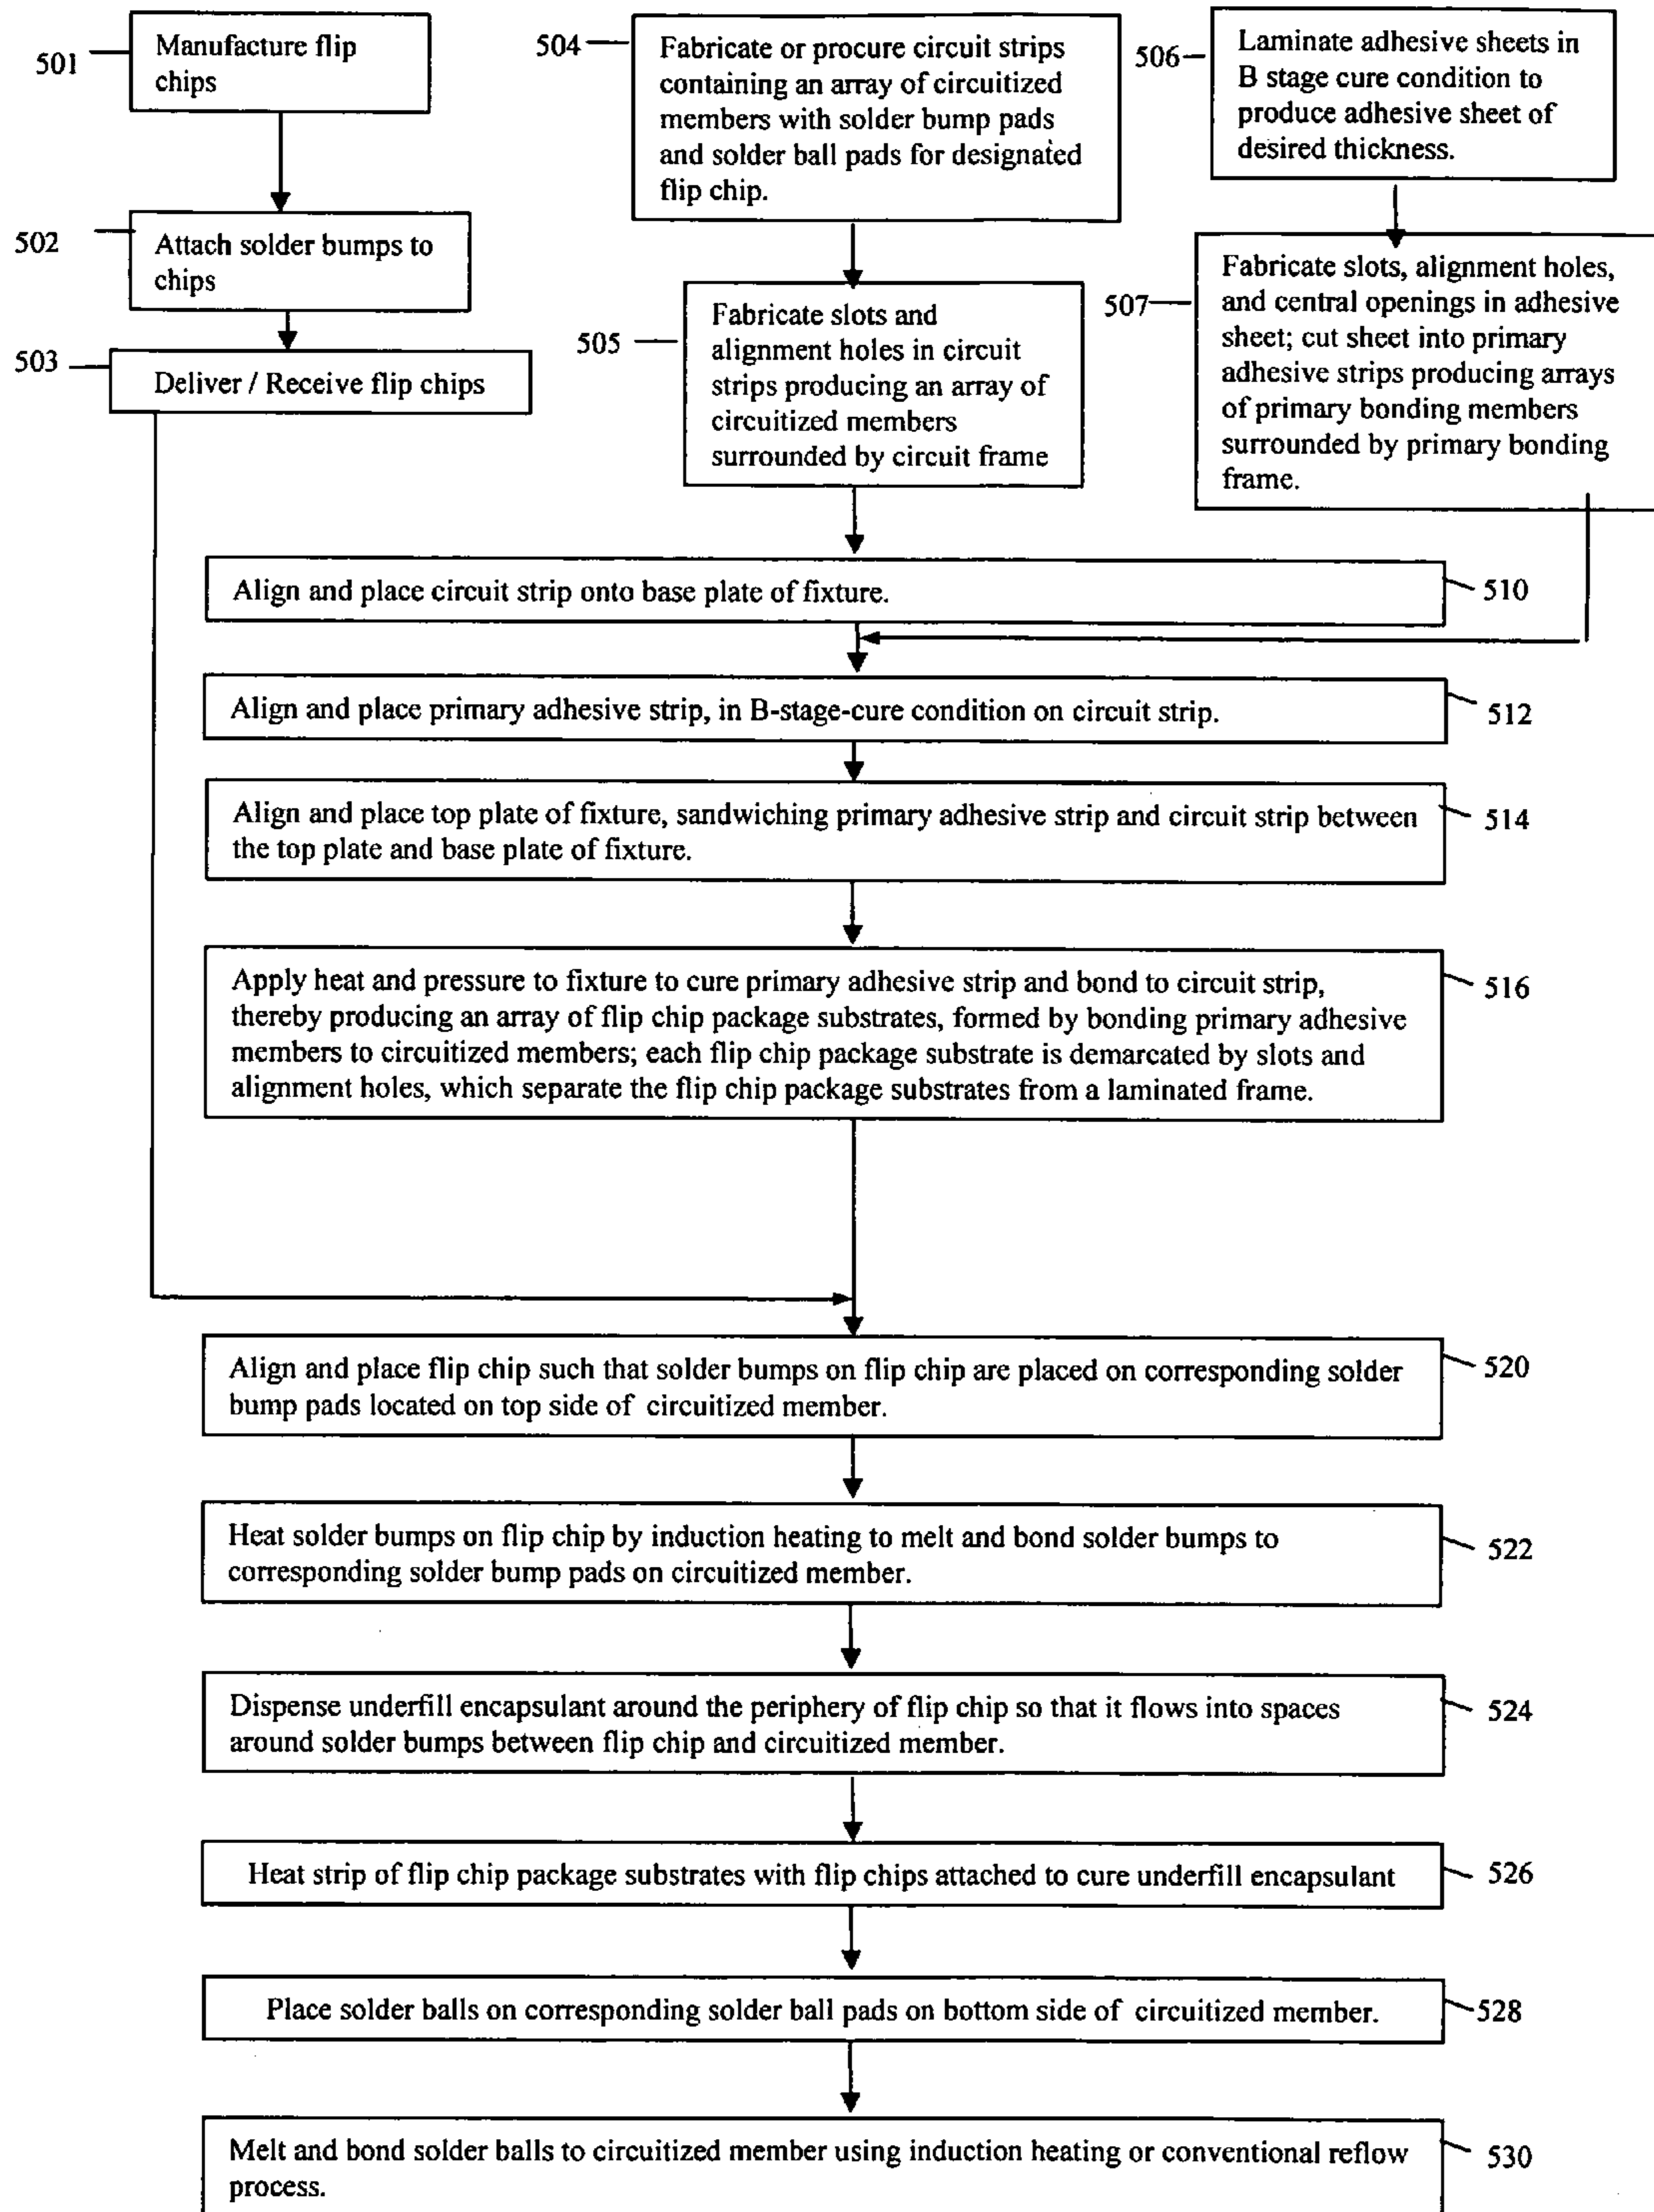 501
Manufacture flip
chips
502
Attach solder bumps to
chips
503
Deliver / Receive flip chips
504
Fabricate or procure circuit strips
containing an array of circuitized
members with solder bump pads
and solder ball pads for designated
flip chip.
505
Fabricate slots and
alignment holes in circuit
strips producing an array of
circuitized members
surrounded by circuit frame
506
Laminate adhesive sheets in
B stage cure condition to
produce adhesive sheet of
desired thickness.
507
Fabricate slots, alignment holes,
and central openings in adhesive
sheet; cut sheet into primary
adhesive strips producing arrays
of primary bonding members
surrounded by primary bonding
frame.
Align and place circuit strip onto base plate of fixture.
510
Align and place primary adhesive strip, in B-stage-cure condition on circuit strip.
512
Align and place top plate of fixture, sandwiching primary adhesive strip and circuit strip between
the top plate and base plate of fixture.
514
Apply heat and pressure to fixture to cure primary adhesive strip and bond to circuit strip,
thereby producing an array of flip chip package substrates, formed by bonding primary adhesive
members to circuitized members; each flip chip package substrate is demarcated by slots and
alignment holes, which separate the flip chip package substrates from a laminated frame.
516
Align and place flip chip such that solder bumps on flip chip are placed on corresponding solder
bump pads located on top side of circuitized member.
520
Heat solder bumps on flip chip by induction heating to melt and bond solder bumps to
corresponding solder bump pads on circuitized member.
522
Dispense underfill encapsulant around the periphery of flip chip so that it flows into spaces
around solder bumps between flip chip and circuitized member.
524
Heat strip of flip chip package substrates with flip chips attached to cure underfill encapsulant
526
Place solder balls on corresponding solder ball pads on bottom side of circuitized member.
528
Melt and bond solder balls to circuitized member using induction heating or conventional reflow
process.
530